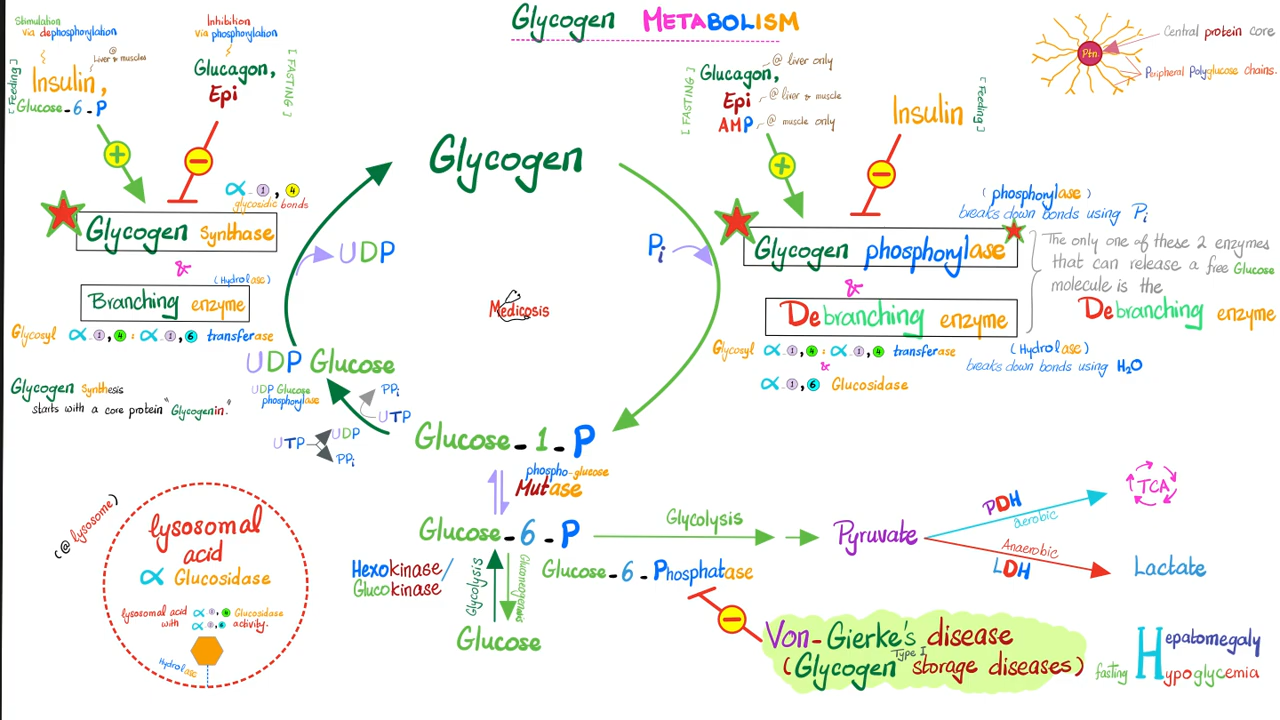 Glycogen METABOLISM
Stimulation
via dephosphorylation
@
Liver & muscles
[Feeding]
Insulin,
Glucose-6-P
Inhibition
via phosphorylation
Glucagon,
Epi
[FASTING]
+
−
α-1, 4
glycosidic bonds
Glycogen Synthase
&
(Hydrolase)
Branching enzyme
Glycosyl α-1,4 : α-1,6 transferase
Glycogen Synthesis
starts with a core protein "Glycogenin."
Glycogen
UDP
UDP Glucose
UDP Glucose
phosphorylase
PPi
UTP
UTP
UDP
PPi
Medicosis
Pi
Glucose-1-P
phospho-glucose
Mutase
Glucose-6-P
Hexokinase/
Glucokinase
Glycolysis
Gluconeogenesis
Glucose
Glucose-6-Phosphatase
Glycolysis
Pyruvate
PDH
aerobic
TCA
Anaerobic
LDH
Lactate
[FASTING]
Glucagon,
@ liver only
Epi
@ liver & muscle
AMP
@ muscle only
Insulin
[Feeding]
+
−
Glycogen phosphorylase
&
Debranching enzyme
Glycosyl α-1,4 : α-1,4 transferase
&
α-1,6 Glucosidase
(phosphorylase)
breaks down bonds using Pi
The only one of these 2 enzymes
that can release a free Glucose
molecule is the
Debranching enzyme
(Hydrolase)
breaks down bonds using H2O
Ptn.
Central protein core
Peripheral Polyglucose chains.
(@ lysosome)
lysosomal
acid
α Glucosidase
lysosomal acid α-1,4 Glucosidase
with α-1,6 activity.
Hydrolase
−
Von-Gierke's disease
Type I
(Glycogen storage diseases)
Hepatomegaly
fasting Hypoglycemia